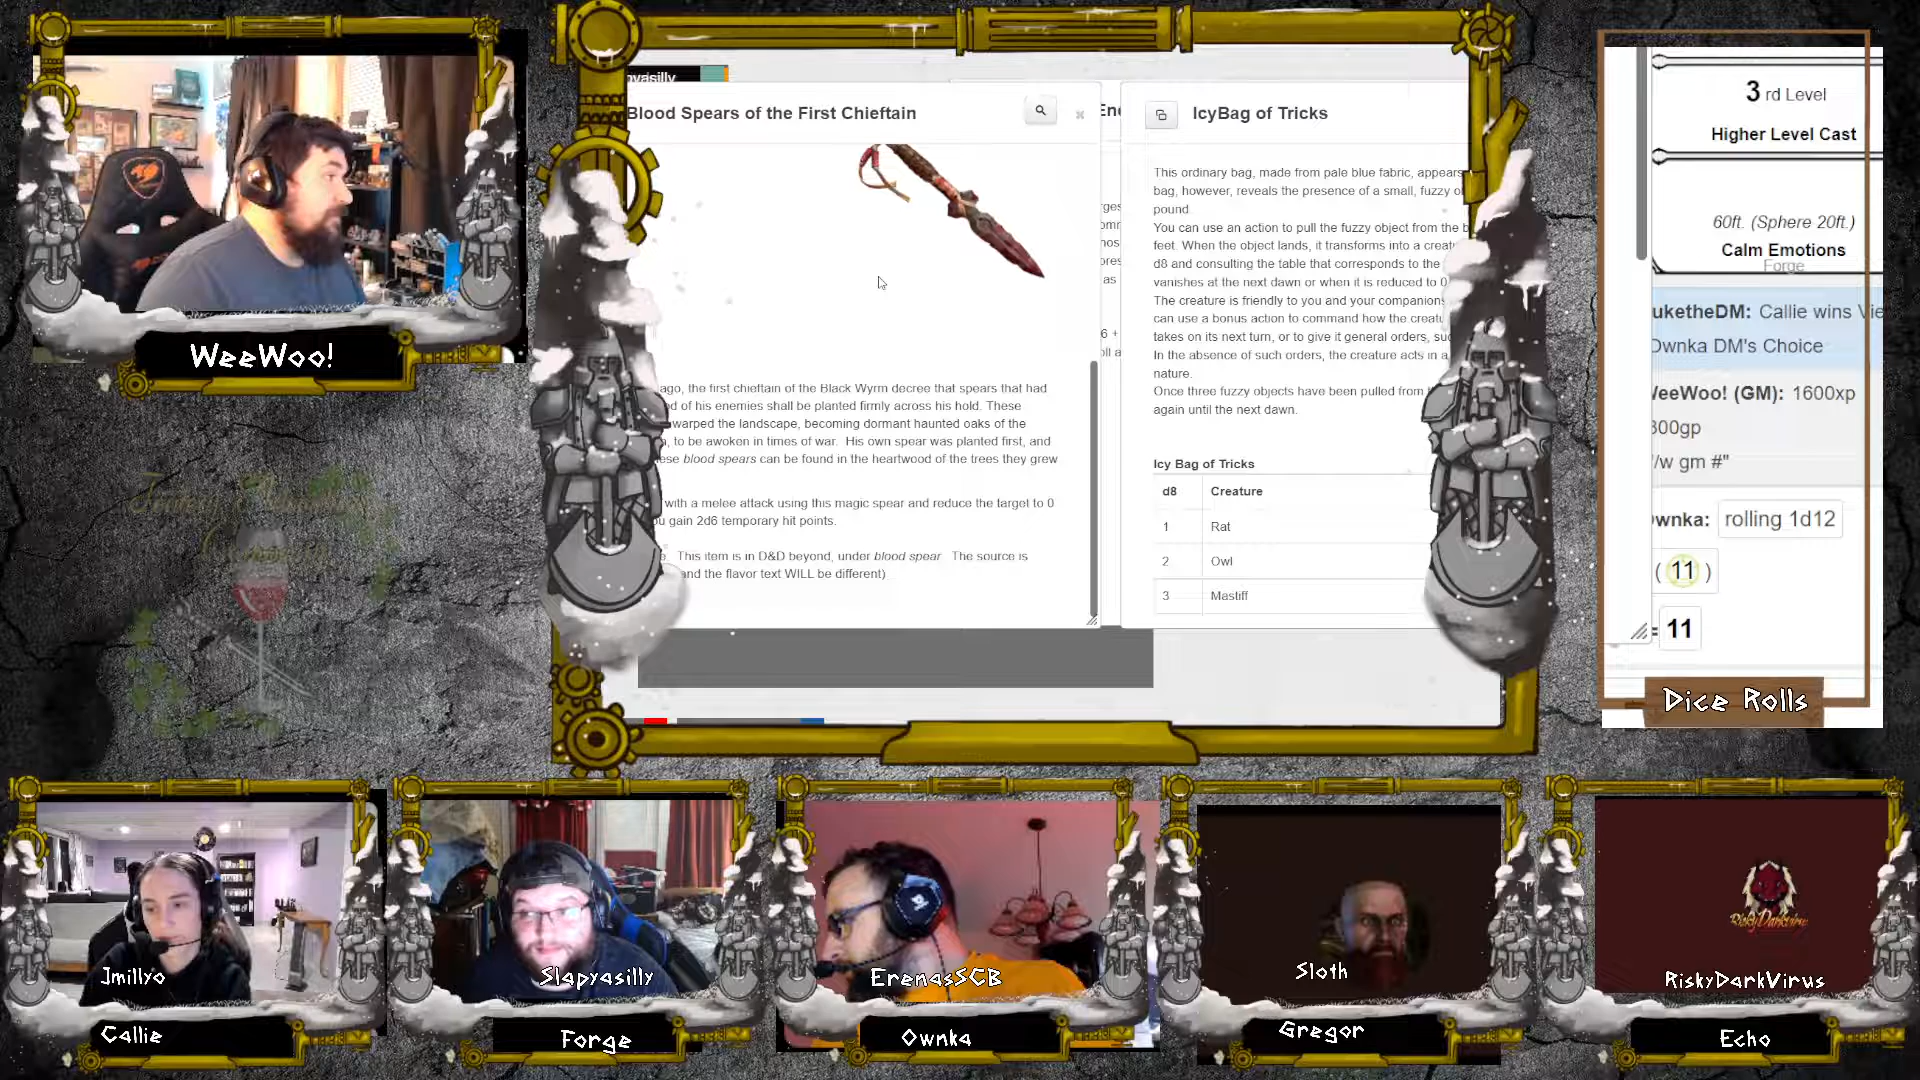 WeeWoo!
Blood Spears of the First Chieftain
ago, the first chieftain of the Black Wyrm decree that spears that had
of his enemies shall be planted firmly across his hold. These
warped the landscape, becoming dormant haunted oaks of the
to be awoken in times of war. His own spear was planted first, and
blood spears can be found in the heartwood of the trees they grew
with a melee attack using this magic spear and reduce the target to 0
gain 2d6 temporary hit points.
This item is in D&D beyond, under blood spear The source is
and the flavor text WILL be different)
IcyBag of Tricks
This ordinary bag, made from pale blue fabric, appears
bag, however, reveals the presence of a small, fuzzy
pound
You can use an action to pull the fuzzy object from the
feet. When the object lands, it transforms into a
d8 and consulting the table that corresponds to the
vanishes at the next dawn or when it is reduced to 0
The creature is friendly to you and your companions
can use a bonus action to command how the
takes on its next turn, or to give it general orders,
In the absence of such orders, the creature acts in a
nature.
Once three fuzzy objects have been pulled from
again until the next dawn.
Icy Bag of Tricks
d8 Creature
1 Rat
2 Owl
3 Mastiff
3 rd Level
Higher Level Cast
60ft. (Sphere 20ft.)
Calm Emotions
Forge
uketheDM: Callie wins Vie
Ownka DM's Choice
WeeWoo! (GM): 1600xp
300gp
"/w gm #"
wnka: rolling 1d12
( 11 )
= 11
Dice Rolls
Jmillyo
Callie
Slapyasilly
Forge
ErenasSCB
Ownka
Sloth
Gregor
RiskyDarkVirus
Echo